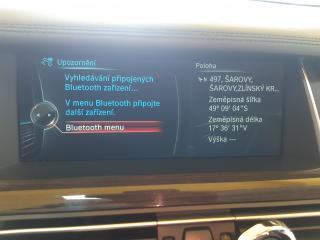 Upozornění
Vyhledávání připojených
Bluetooth zařízení...
V menu Bluetooth připojte
další zařízení.
Bluetooth menu
Poloha
497, ŠAROVY,
ŠAROVY,ZLÍNSKÝ KR...
Zeměpisná šířka
49° 09' 04" S
Zeměpisná délka
17° 36' 31" V
Výška ---